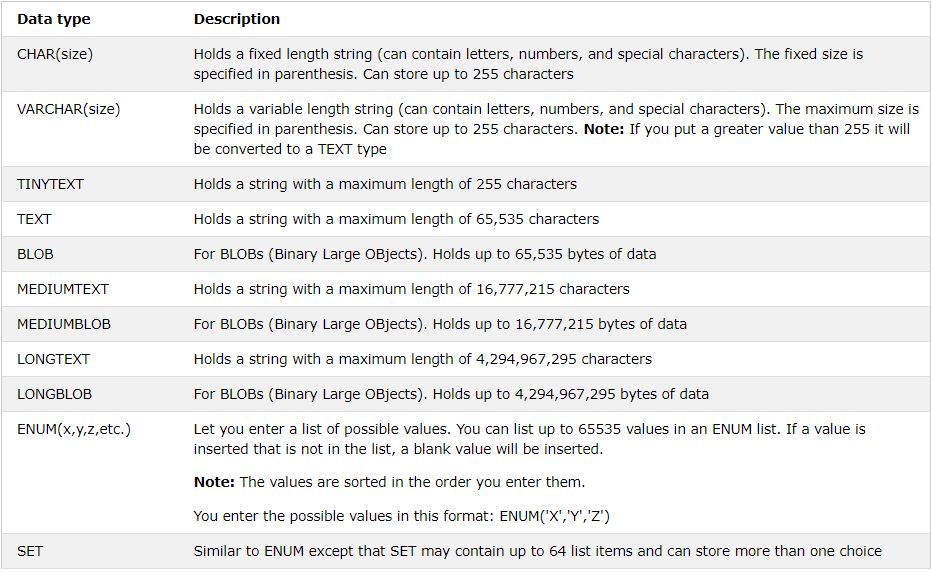 Data type Description
CHAR(size) Holds a fixed length string (can contain letters, numbers, and special characters). The fixed size is
specified in parenthesis. Can store up to 255 characters
VARCHAR(size) Holds a variable length string (can contain letters, numbers, and special characters). The maximum size is
specified in parenthesis. Can store up to 255 characters. Note: If you put a greater value than 255 it will
be converted to a TEXT type
TINYTEXT Holds a string with a maximum length of 255 characters
TEXT Holds a string with a maximum length of 65,535 characters
BLOB For BLOBs (Binary Large OBjects). Holds up to 65,535 bytes of data
MEDIUMTEXT Holds a string with a maximum length of 16,777,215 characters
MEDIUMBLOB For BLOBs (Binary Large OBjects). Holds up to 16,777,215 bytes of data
LONGTEXT Holds a string with a maximum length of 4,294,967,295 characters
LONGBLOB For BLOBs (Binary Large OBjects). Holds up to 4,294,967,295 bytes of data
ENUM(x,y,z,etc.) Let you enter a list of possible values. You can list up to 65535 values in an ENUM list. If a value is
inserted that is not in the list, a blank value will be inserted.
Note: The values are sorted in the order you enter them.
You enter the possible values in this format: ENUM('X','Y','Z')
SET Similar to ENUM except that SET may contain up to 64 list items and can store more than one choice